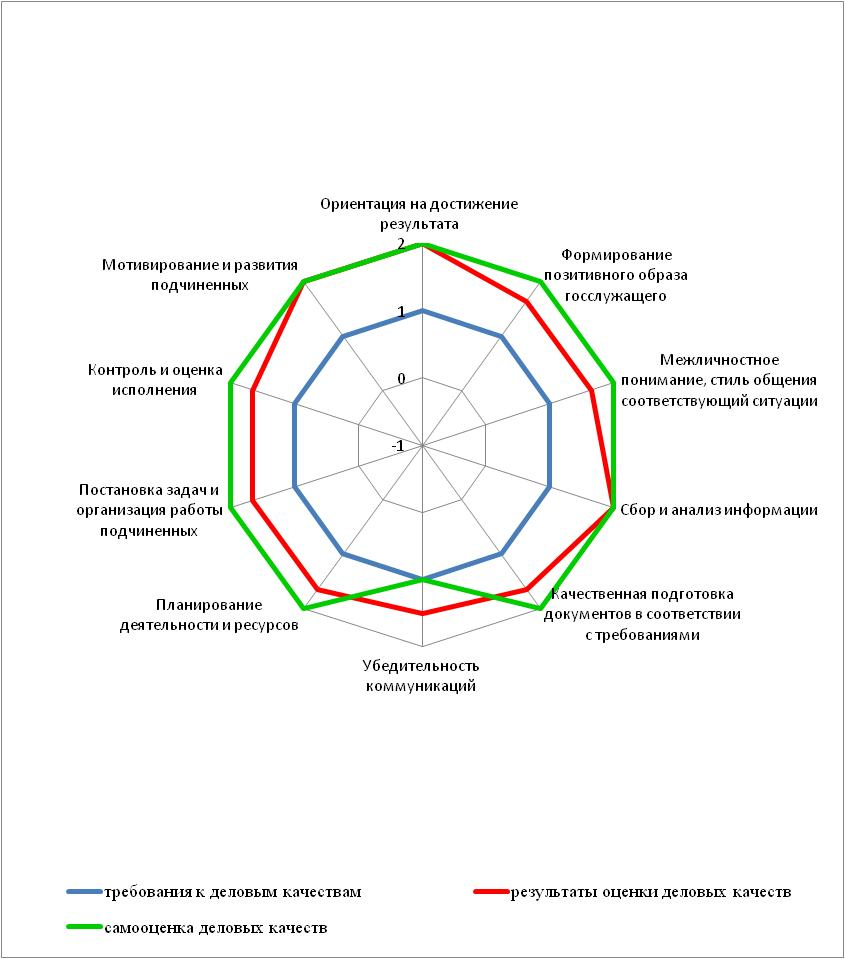 Ориентация на достижение
результата
Формирование
позитивного образа
госслужащего
Межличностное
понимание, стиль общения
соответствующий ситуации
Сбор и анализ информации
Качественная подготовка
документов в соответствии
с требованиями
Убедительность
коммуникаций
Планирование
деятельности и ресурсов
Постановка задач и
организация работы
подчиненных
Контроль и оценка
исполнения
Мотивирование и развития
подчиненных
2
1
0
-1
требования к деловым качествам
результаты оценки деловых качеств
самооценка деловых качеств